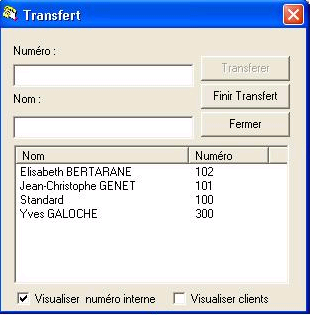 Transfert
Numéro :
Transferer
Finir Transfert
Nom :
Fermer
Nom Numéro
Elisabeth BERTARANE 102
Jean-Christophe GENET 101
Standard 100
Yves GALOCHE 300
Visualiser numéro interne Visualiser clients